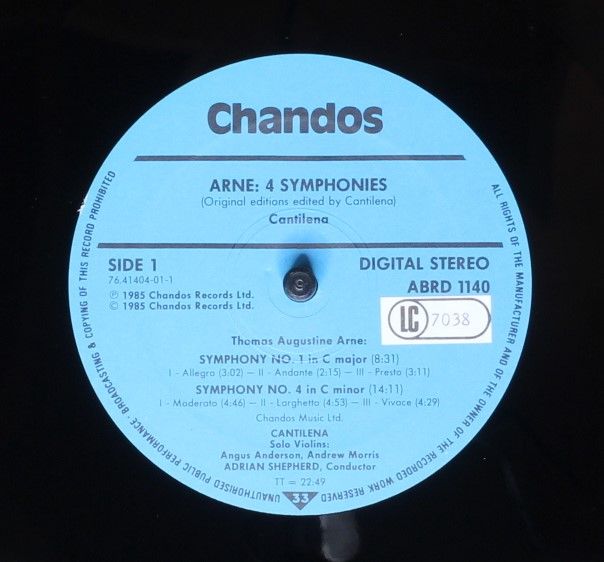 Chandos
ARNE: 4 SYMPHONIES
(Original editions edited by Cantilena)
Cantilena
SIDE 1
76.41404-01-1
℗ 1985 Chandos Records Ltd.
© 1985 Chandos Records Ltd.
DIGITAL STEREO
ABRD 1140
LC 7038
Thomas Augustine Arne:
SYMPHONY NO. 1 in C major (8:31)
I - Allegro (3:02) — II - Andante (2:15) — III - Presto (3:11)
SYMPHONY NO. 4 in C minor (14:11)
I - Moderato (4:46) — II - Larghetto (4:53) — III - Vivace (4:29)
Chandos Music Ltd.
CANTILENA
Solo Violins:
Angus Anderson, Andrew Morris
ADRIAN SHEPHERD, Conductor
TT = 22:49
33
ALL RIGHTS OF THE MANUFACTURER AND OF THE OWNER OF THE RECORDED WORK RESERVED
UNAUTHORISED PUBLIC PERFORMANCE· BROADCASTING & COPYING OF THIS RECORD PROHIBITED